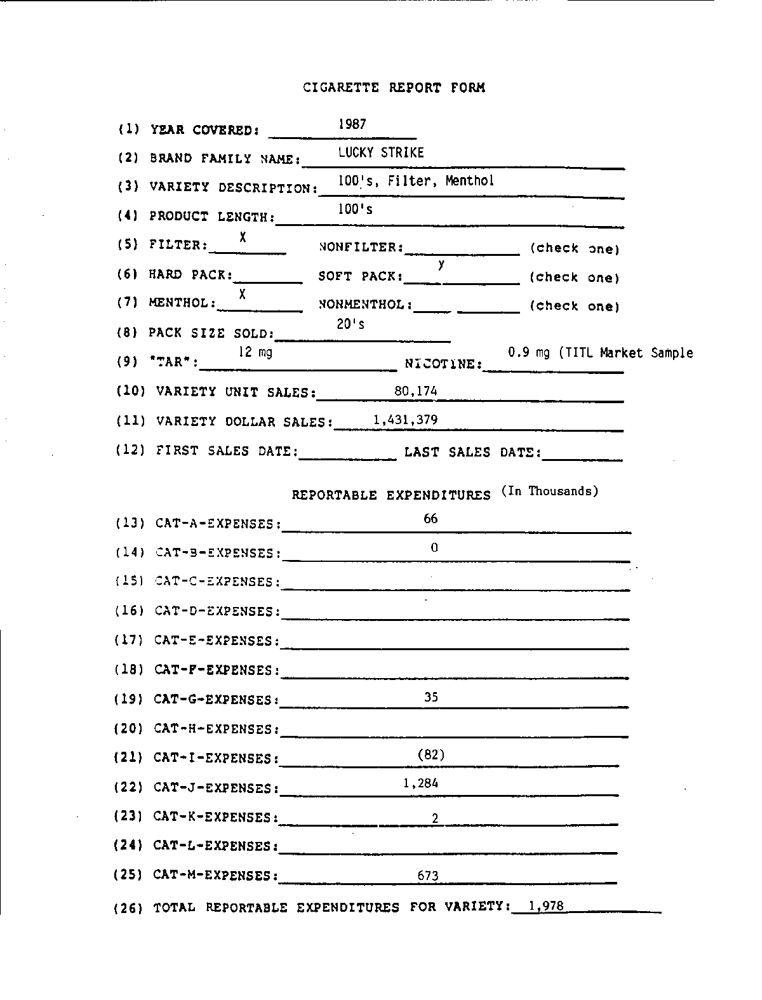 CIGARETTE REPORT FORM
(1) YEAR COVERED: 1987
(2) BRAND FAMILY NAME: LUCKY STRIKE
(3) VARIETY DESCRIPTION: 100's, Filter, Menthol
(4) PRODUCT LENGTH: 100's
(5) FILTER: X NONFILTER: (check one)
(6) HARD PACK: SOFT PACK: y (check one)
(7) MENTHOL: X NONMENTHOL: (check one)
(8) PACK SIZE SOLD: 20's
(9) "TAR": 12 mg NICOTINE: 0.9 mg (TITL Market Sample
(10) VARIETY UNIT SALES: 80,174
(11) VARIETY DOLLAR SALES: 1,431,379
(12) FIRST SALES DATE: LAST SALES DATE:
REPORTABLE EXPENDITURES (In Thousands)
(13) CAT-A-EXPENSES: 66
(14) CAT-B-EXPENSES: 0
(15) CAT-C-EXPENSES:
(16) CAT-D-EXPENSES:
(17) CAT-E-EXPENSES:
(18) CAT-F-EXPENSES:
(19) CAT-G-EXPENSES: 35
(20) CAT-H-EXPENSES:
(21) CAT-I-EXPENSES: (82)
(22) CAT-J-EXPENSES: 1,284
(23) CAT-K-EXPENSES: 2
(24) CAT-L-EXPENSES:
(25) CAT-M-EXPENSES: 673
(26) TOTAL REPORTABLE EXPENDITURES FOR VARIETY: 1,978